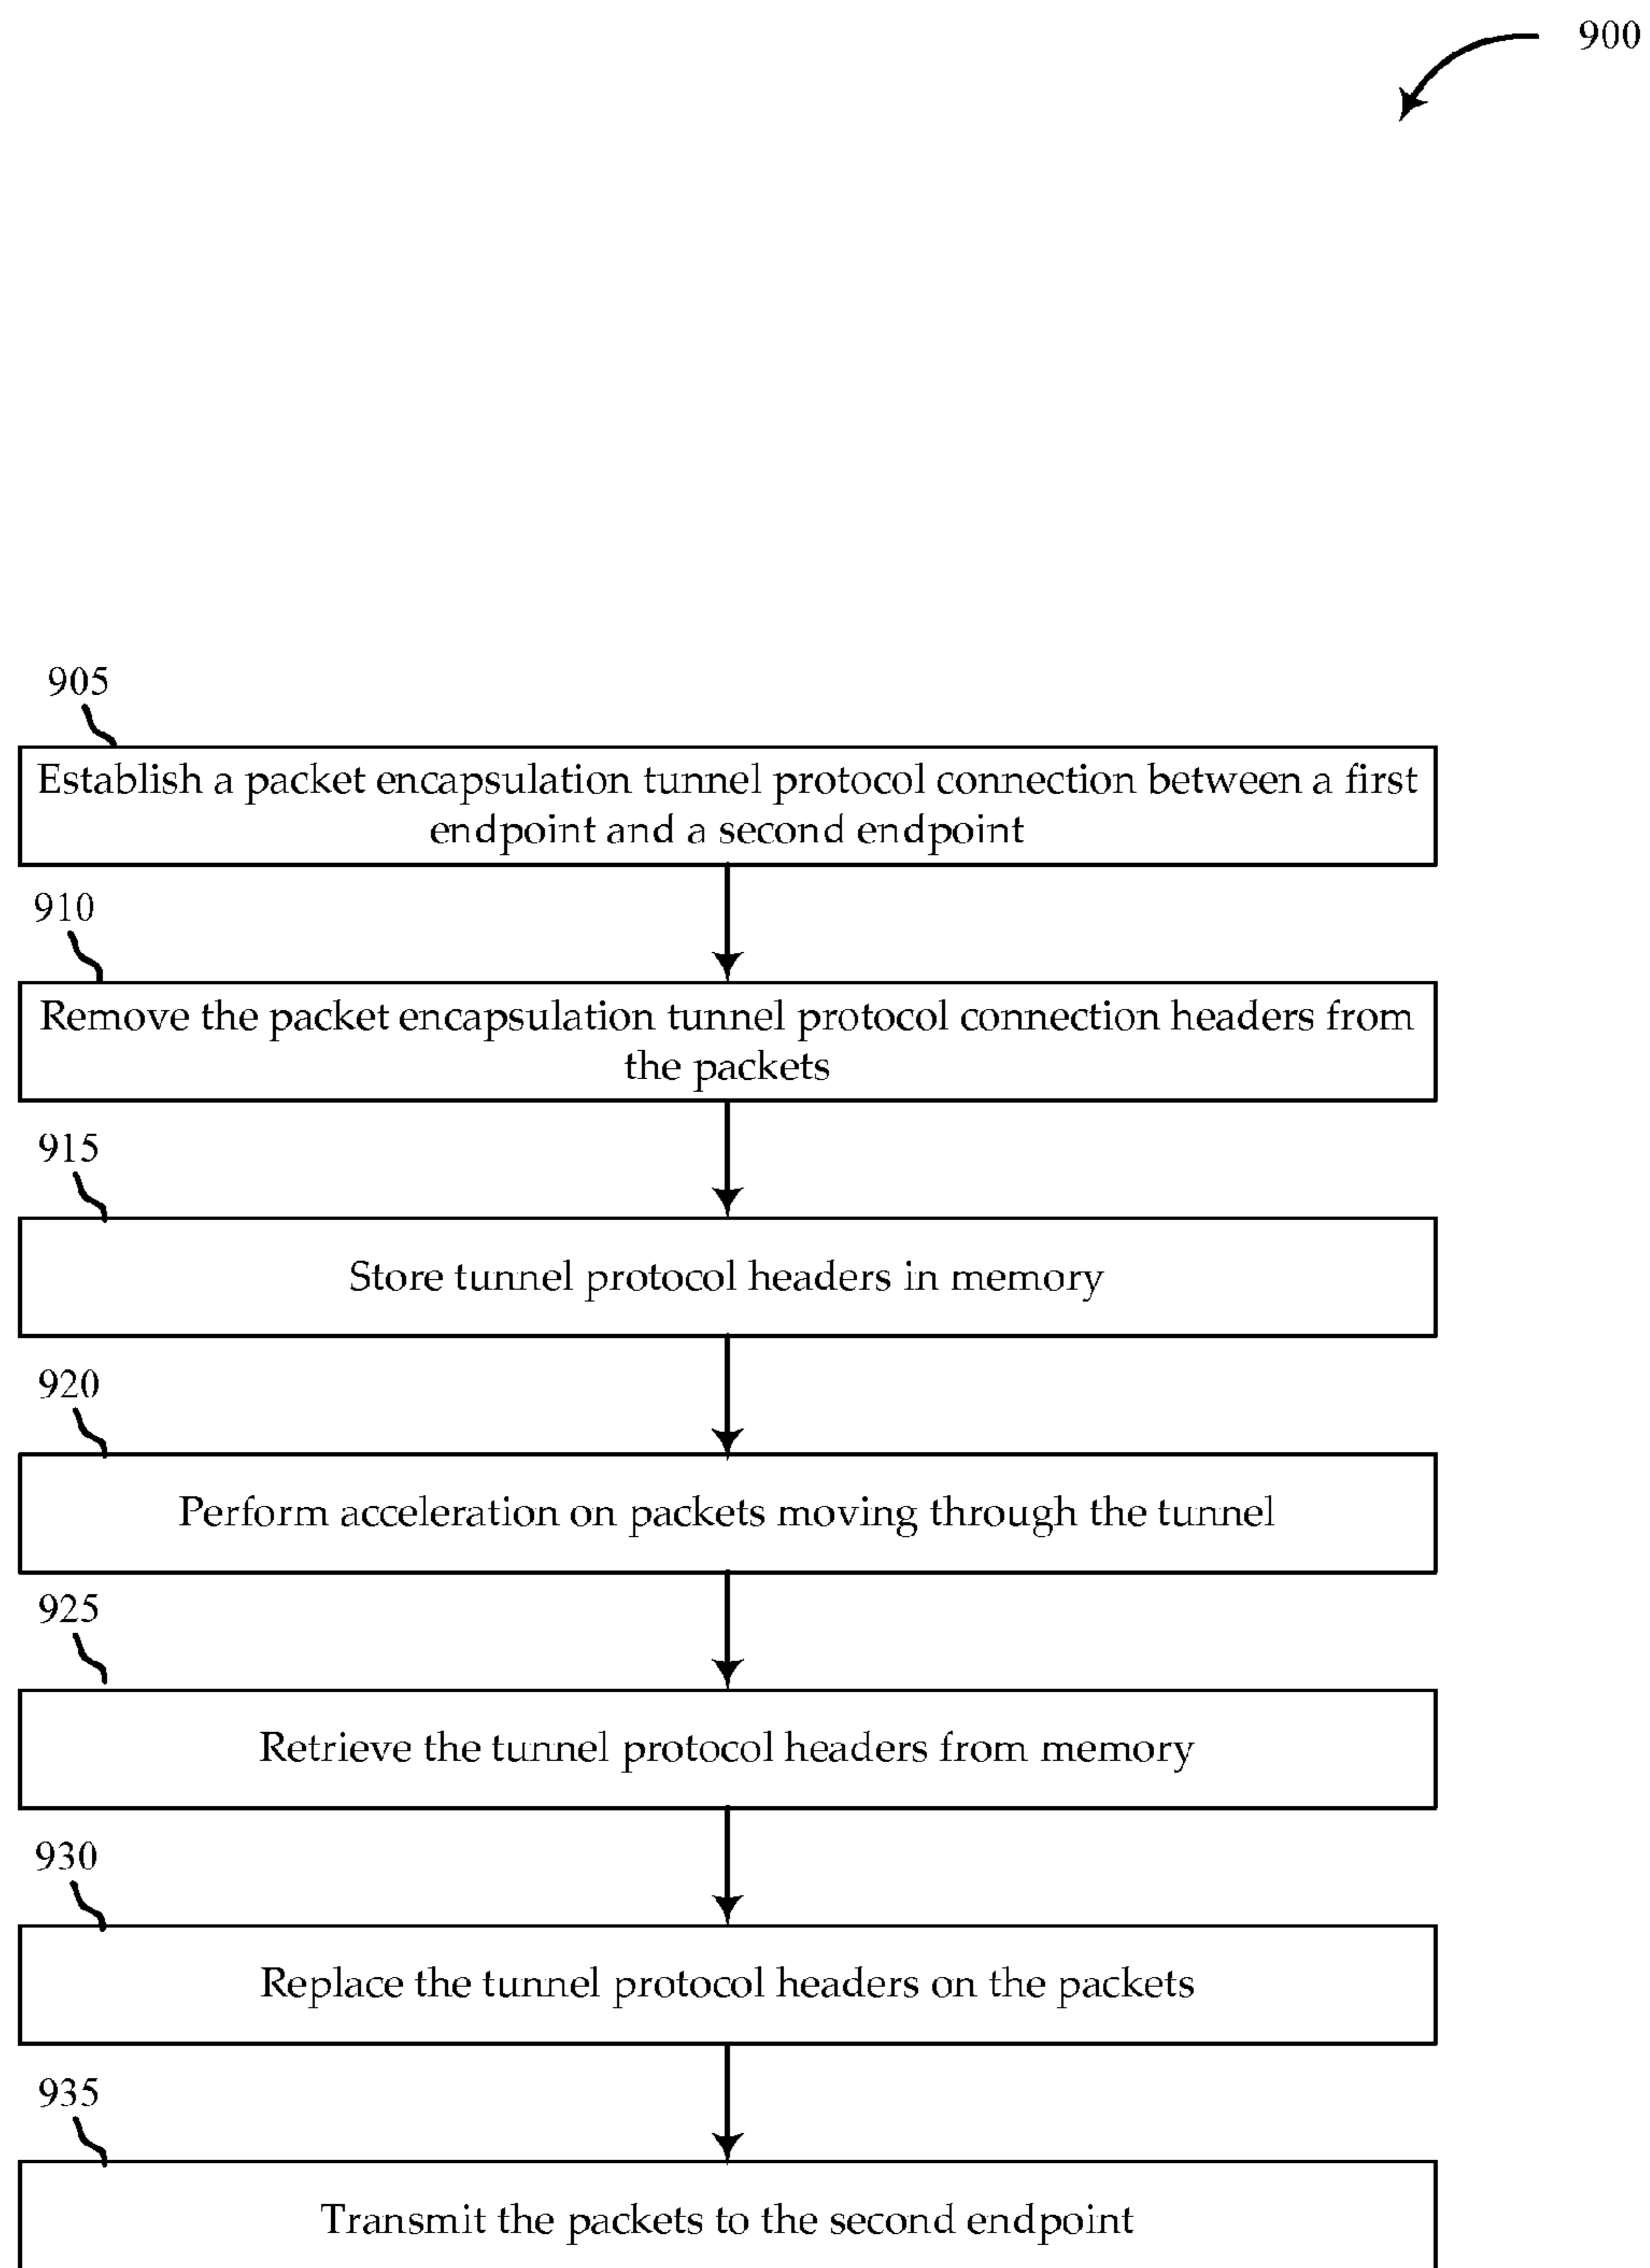 900
905
Establish a packet encapsulation tunnel protocol connection between a first
endpoint and a second endpoint
910
Remove the packet encapsulation tunnel protocol connection headers from
the packets
915
Store tunnel protocol headers in memory
920
Perform acceleration on packets moving through the tunnel
925
Retrieve the tunnel protocol headers from memory
930
Replace the tunnel protocol headers on the packets
935
Transmit the packets to the second endpoint